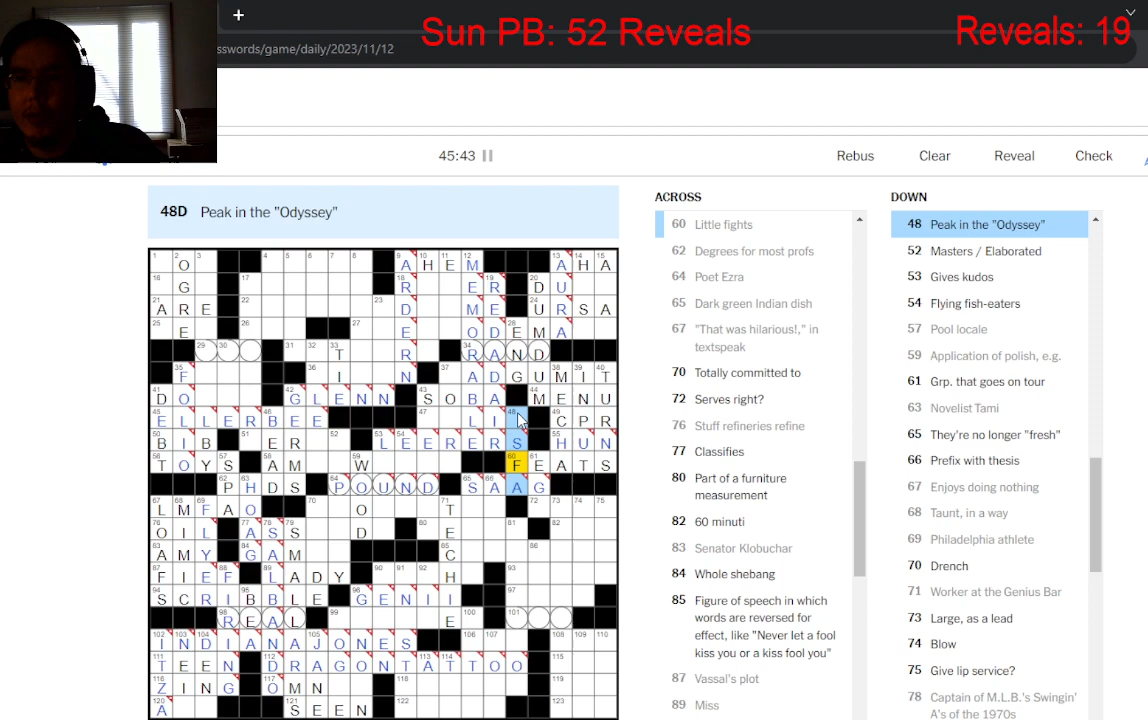 Sun PB: 52 Reveals
Reveals: 19
+
sswords/game/daily/2023/11/12
45:43
Rebus
Clear
Reveal
Check
48D Peak in the "Odyssey"
ACROSS
60 Little fights
62 Degrees for most profs
64 Poet Ezra
65 Dark green Indian dish
67 "That was hilarious!," in
textspeak
70 Totally committed to
72 Serves right?
76 Stuff refineries refine
77 Classifies
80 Part of a furniture
measurement
82 60 minuti
83 Senator Klobuchar
84 Whole shebang
85 Figure of speech in which
words are reversed for
effect, like "Never let a fool
kiss you or a kiss fool you"
87 Vassal's plot
89 Miss
DOWN
48 Peak in the "Odyssey"
52 Masters / Elaborated
53 Gives kudos
54 Flying fish-eaters
57 Pool locale
59 Application of polish, e.g.
61 Grp. that goes on tour
63 Novelist Tami
65 They're no longer "fresh"
66 Prefix with thesis
67 Enjoys doing nothing
68 Taunt, in a way
69 Philadelphia athlete
70 Drench
71 Worker at the Genius Bar
73 Large, as a lead
74 Blow
75 Give lip service?
78 Captain of M.L.B.'s Swingin'
A's of the 1970s
O AHEM AHA
G R E R D U
ARE D M E U R S A
E E O D E M A
T R R A N D
F I N A D G U M I T
D O G L E N N S O B A M E N U
E L L E R B E E L I C P R
B I B E R L E E R E R S H U N
T O Y S A M W F E A T S
P H D S P O U N D S A A G
L M F A O O T
O I L A S S D E
A M Y G A M C
F I E F L A D Y H
S C R I B B L E G E N I I
R E A L E
I N D I A N A J O N E S
T E E N D R A G O N T A T T O O
Z I N G O M N
A S E E N